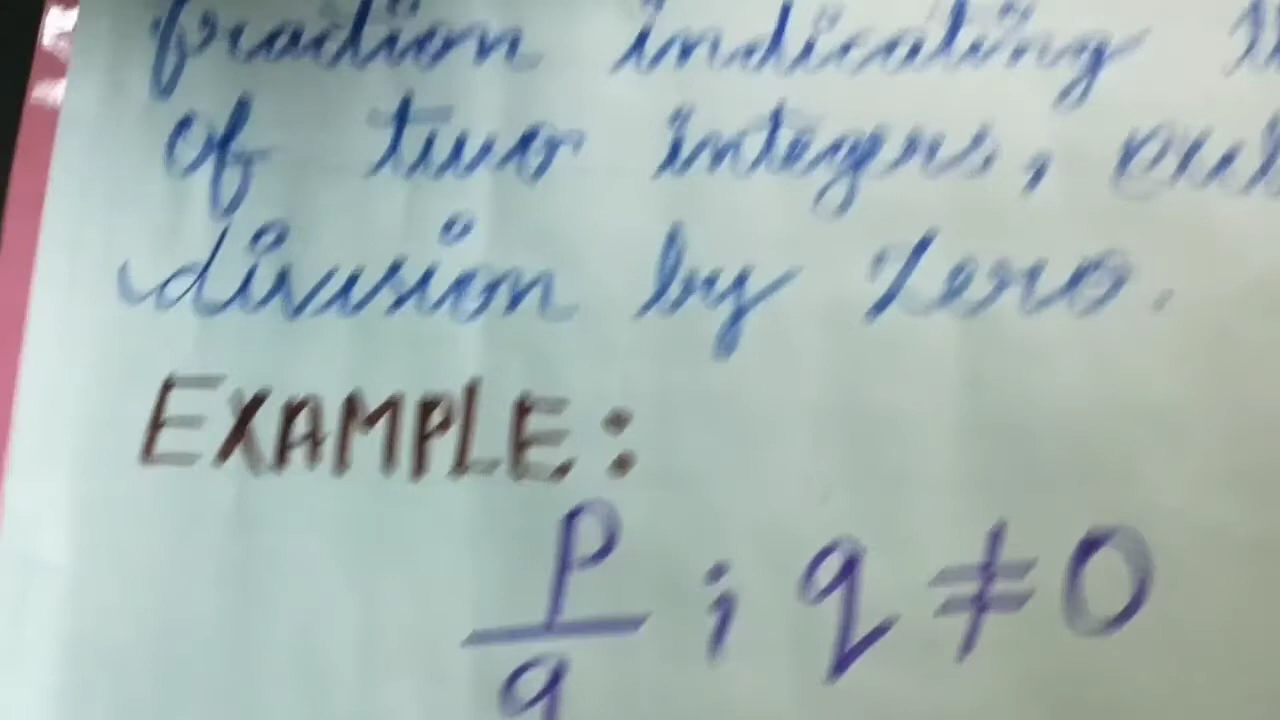 fraction indicating
of two integers,
division by zero.
EXAMPLE:
p/q ; q ≠ 0